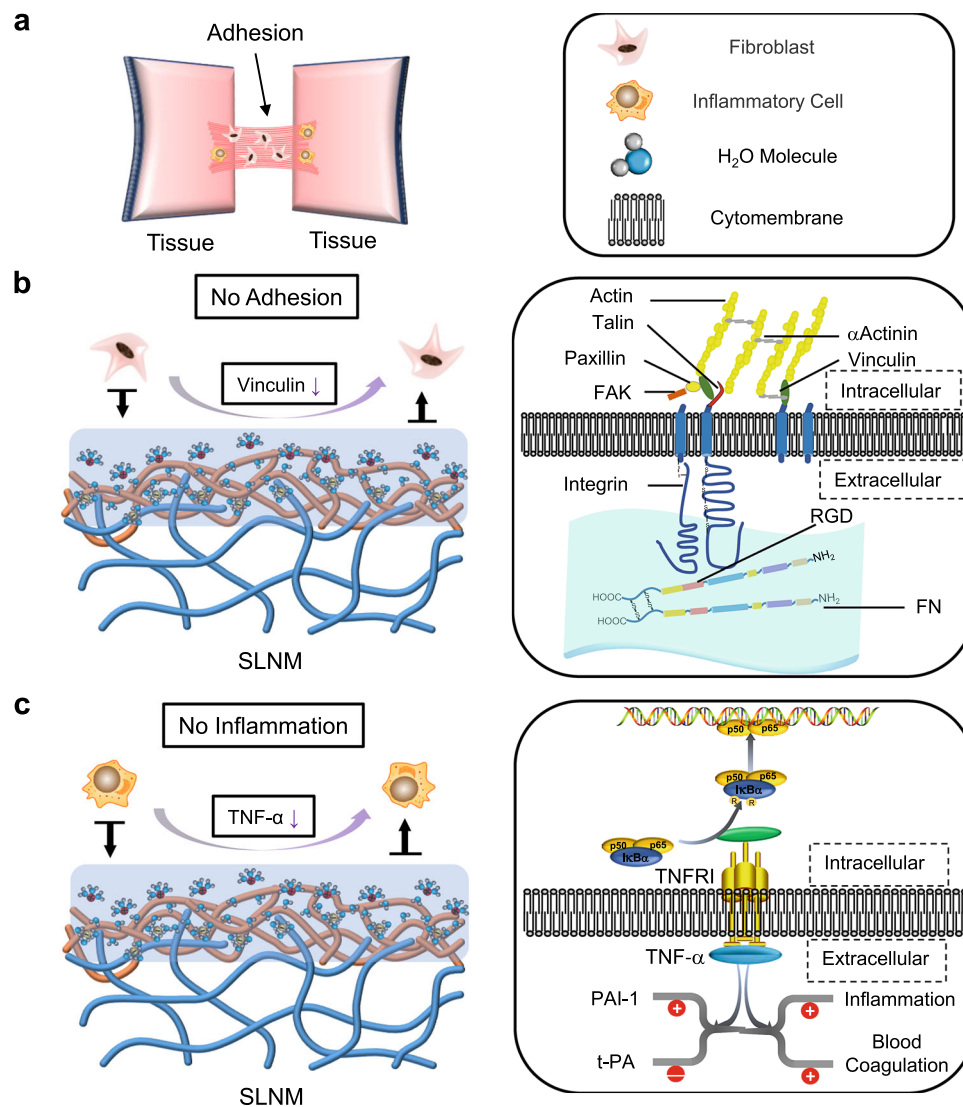 a
Adhesion
Tissue
Tissue
Fibroblast
Inflammatory Cell
H₂O Molecule
Cytomembrane
b
No Adhesion
Vinculin ↓
SLNM
Actin
Talin
Paxillin
FAK
αActinin
Vinculin
Intracellular
Extracellular
Integrin
RGD
NH₂
HOOC
NH₂
HOOC
FN
c
No Inflammation
TNF-α ↓
SLNM
p50
p65
p50
p65
IκBα
R
R
p50
p65
IκBα
TNFRI
Intracellular
TNF-α
Extracellular
PAI-1
+
+
Inflammation
t-PA
−
+
Blood
Coagulation